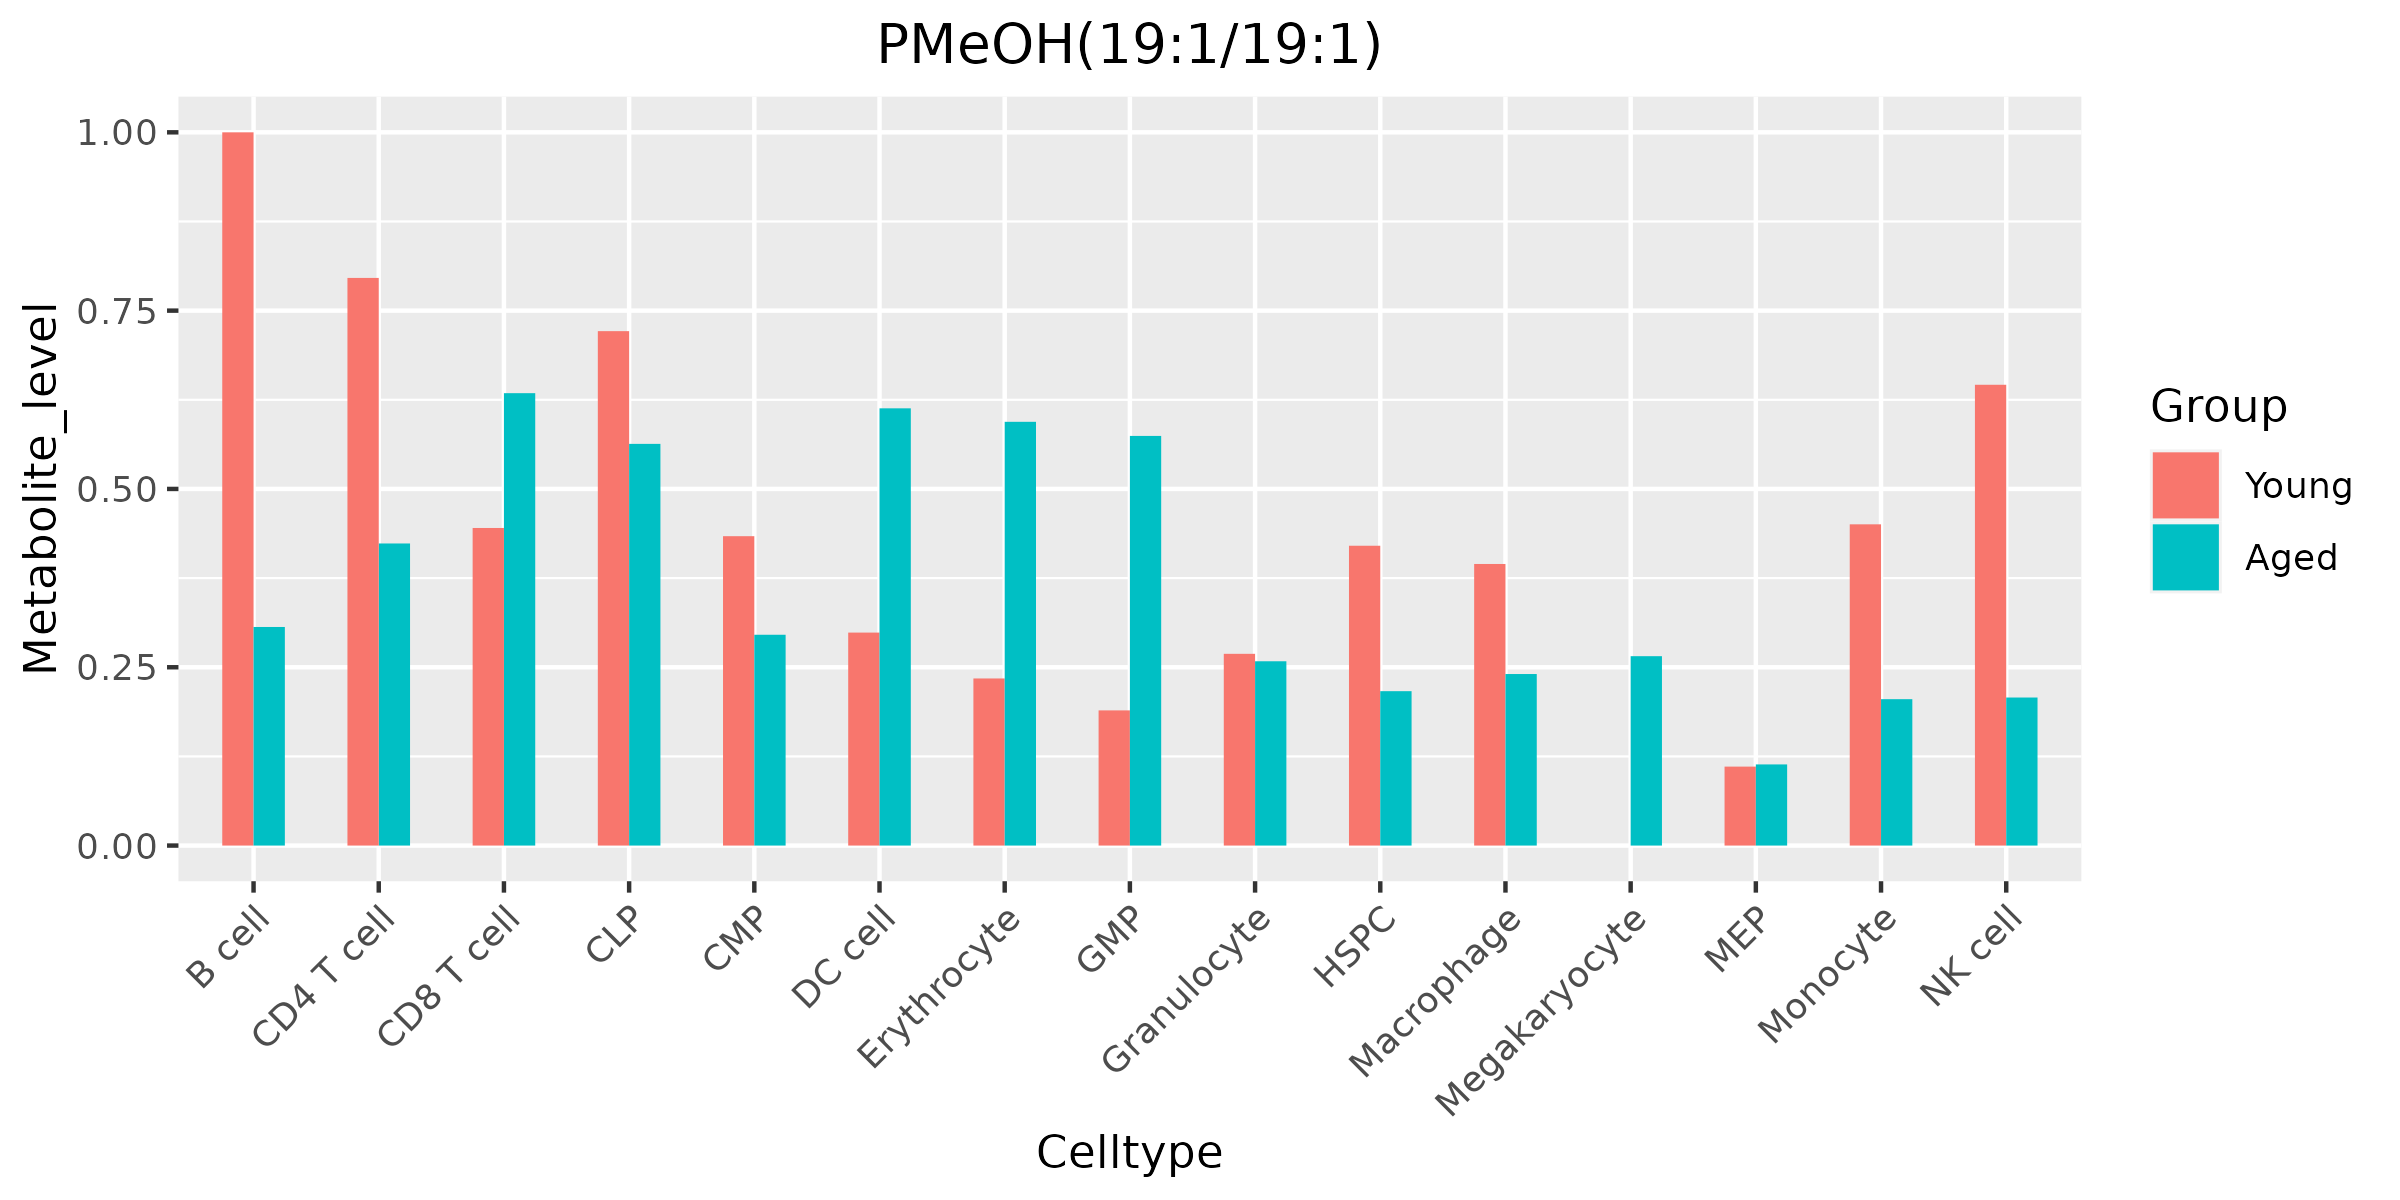 PMeOH(19:1/19:1)
Metabolite_level
1.00
0.75
0.50
0.25
0.00
B cell
CD4 T cell
CD8 T cell
CLP
CMP
DC cell
Erythrocyte
GMP
Granulocyte
HSPC
Macrophage
Megakaryocyte
MEP
Monocyte
NK cell
Celltype
Group
Young
Aged